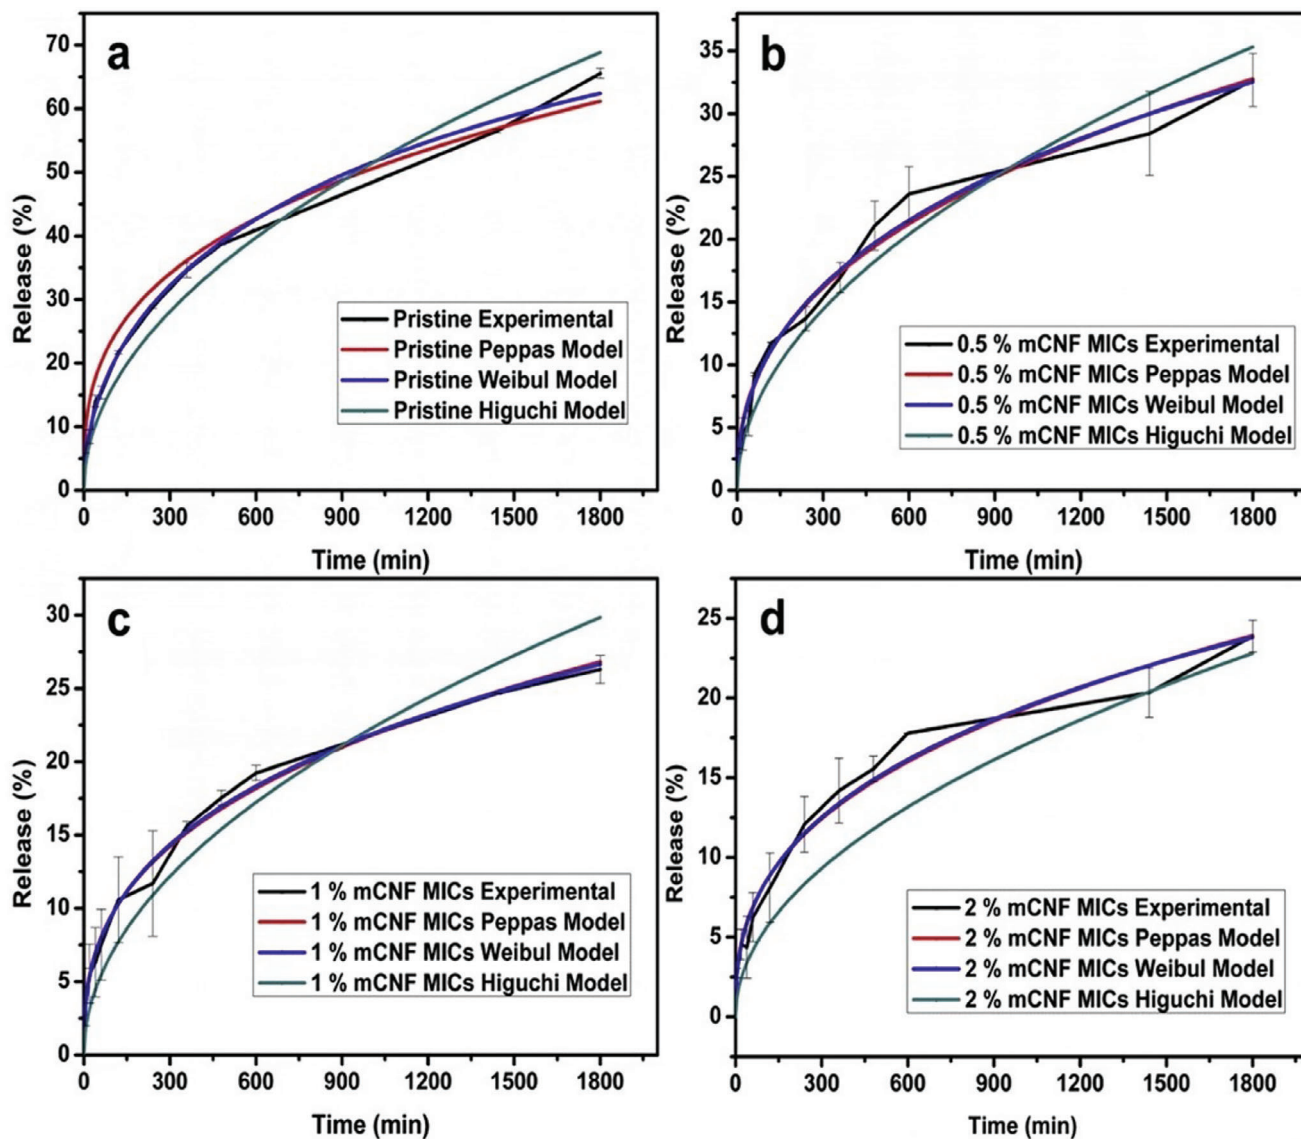 a
70
60
50
40
30
20
10
0
Release (%)
Pristine Experimental
Pristine Peppas Model
Pristine Weibul Model
Pristine Higuchi Model
0 300 600 900 1200 1500 1800
Time (min)
b
35
30
25
20
15
10
5
0
Release (%)
0.5 % mCNF MICs Experimental
0.5 % mCNF MICs Peppas Model
0.5 % mCNF MICs Weibul Model
0.5 % mCNF MICs Higuchi Model
0 300 600 900 1200 1500 1800
Time (min)
c
30
25
20
15
10
5
0
Release (%)
1 % mCNF MICs Experimental
1 % mCNF MICs Peppas Model
1 % mCNF MICs Weibul Model
1 % mCNF MICs Higuchi Model
0 300 600 900 1200 1500 1800
Time (min)
d
25
20
15
10
5
0
Release (%)
2 % mCNF MICs Experimental
2 % mCNF MICs Peppas Model
2 % mCNF MICs Weibul Model
2 % mCNF MICs Higuchi Model
0 300 600 900 1200 1500 1800
Time (min)